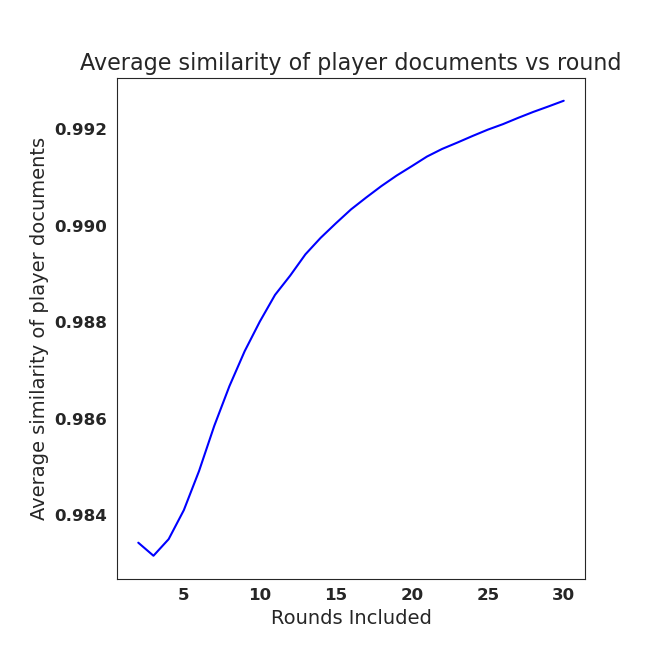 Average similarity of player documents vs round
Average similarity of player documents
0.992
0.990
0.988
0.986
0.984
5 10 15 20 25 30
Rounds Included